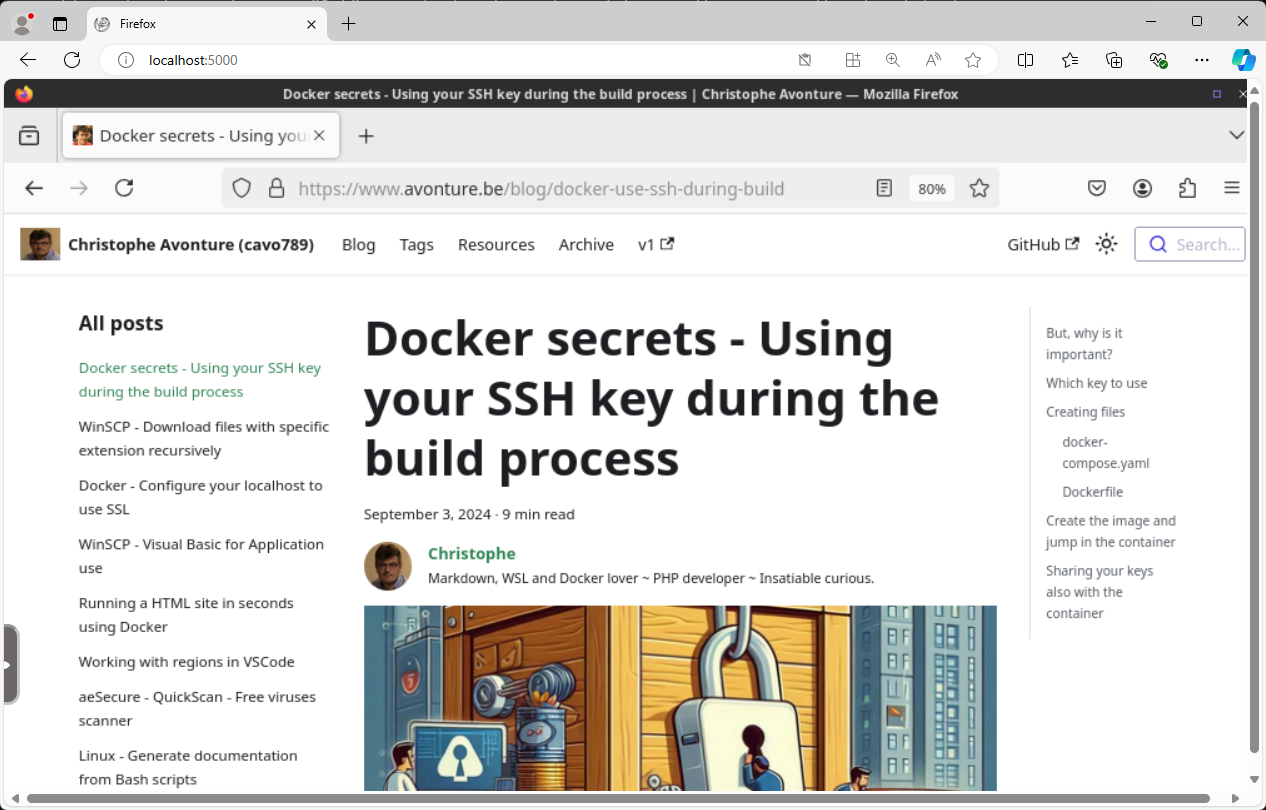 Firefox
localhost:5000
Docker secrets - Using your SSH key during the build process | Christophe Avonture — Mozilla Firefox
Docker secrets - Using you
https://www.avonture.be/blog/docker-use-ssh-during-build
80%
Christophe Avonture (cavo789)
Blog
Tags
Resources
Archive
v1
GitHub
Search...
All posts
Docker secrets - Using your SSH key
during the build process
WinSCP - Download files with specific
extension recursively
Docker - Configure your localhost to
use SSL
WinSCP - Visual Basic for Application
use
Running a HTML site in seconds
using Docker
Working with regions in VSCode
aeSecure - QuickScan - Free viruses
scanner
Linux - Generate documentation
from Bash scripts
Docker secrets - Using
your SSH key during the
build process
September 3, 2024 · 9 min read
Christophe
Markdown, WSL and Docker lover ~ PHP developer ~ Insatiable curious.
But, why is it
important?
Which key to use
Creating files
docker-
compose.yaml
Dockerfile
Create the image and
jump in the container
Sharing your keys
also with the
container